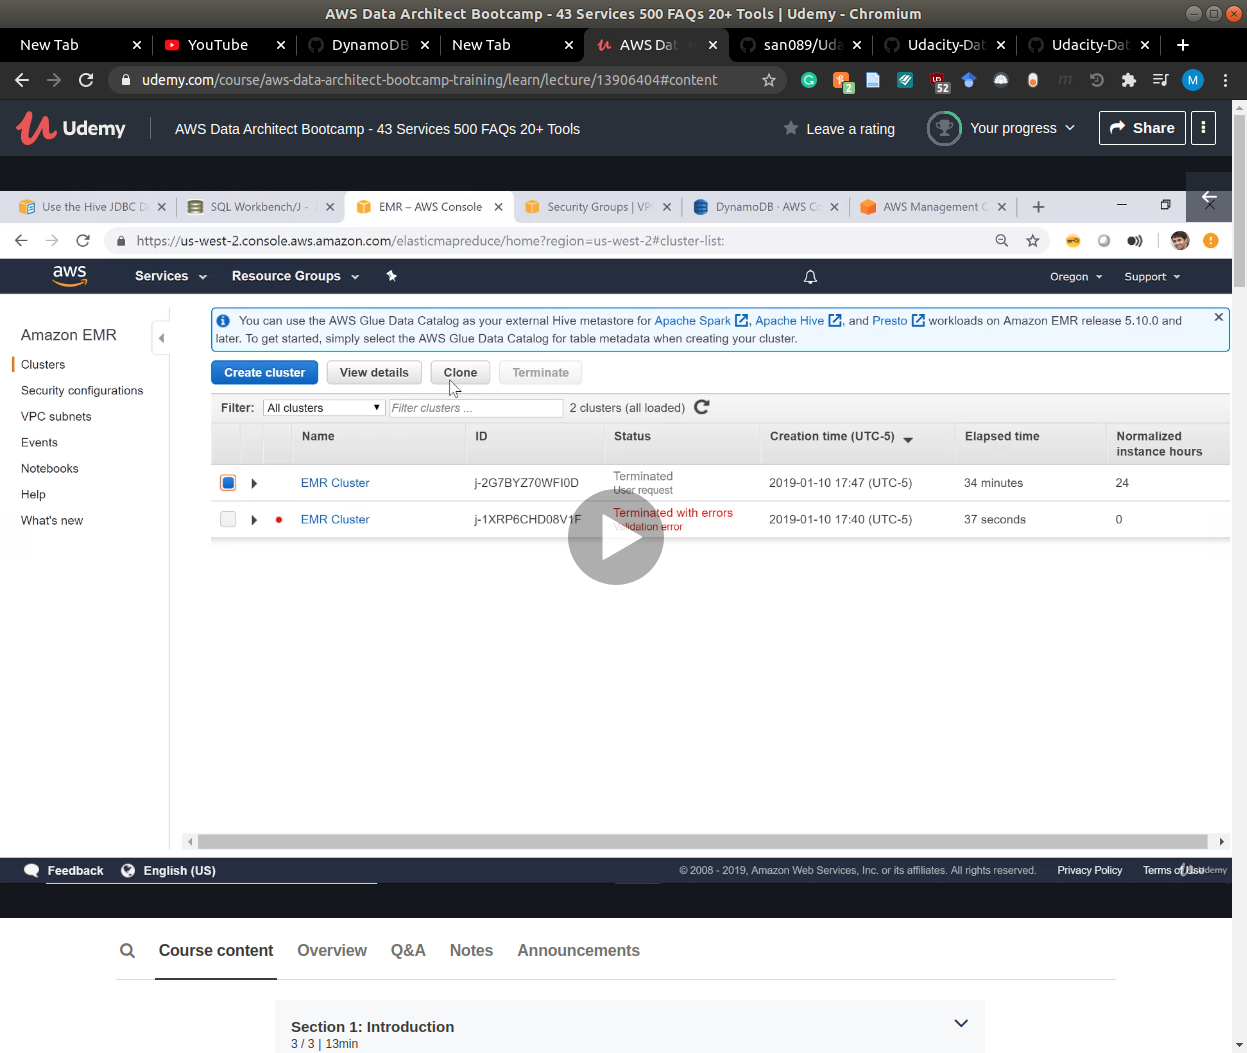 AWS Data Architect Bootcamp - 43 Services 500 FAQs 20+ Tools | Udemy - Chromium
New Tab
YouTube
DynamoDB
New Tab
AWS Dat
san089/Uda
Udacity-Dat
Udacity-Dat
udemy.com/course/aws-data-architect-bootcamp-training/learn/lecture/13906404#content
2
52
M
Udemy
AWS Data Architect Bootcamp - 43 Services 500 FAQs 20+ Tools
Leave a rating
Your progress
Share
Use the Hive JDBC D
SQL Workbench/J -
EMR – AWS Console
Security Groups | VPC
DynamoDB · AWS Co
AWS Management C
https://us-west-2.console.aws.amazon.com/elasticmapreduce/home?region=us-west-2#cluster-list:
aws
Services
Resource Groups
Oregon
Support
Amazon EMR
Clusters
Security configurations
VPC subnets
Events
Notebooks
Help
What's new
You can use the AWS Glue Data Catalog as your external Hive metastore for Apache Spark, Apache Hive, and Presto workloads on Amazon EMR release 5.10.0 and
later. To get started, simply select the AWS Glue Data Catalog for table metadata when creating your cluster.
Create cluster
View details
Clone
Terminate
Filter: All clusters Filter clusters ... 2 clusters (all loaded)
Name ID Status Creation time (UTC-5) Elapsed time Normalized instance hours
EMR Cluster j-2G7BYZ70WFI0D Terminated 2019-01-10 17:47 (UTC-5) 34 minutes 24
User request
EMR Cluster j-1XRP6CHD08V1F Terminated with errors 2019-01-10 17:40 (UTC-5) 37 seconds 0
Validation error
Feedback
English (US)
© 2008 - 2019, Amazon Web Services, Inc. or its affiliates. All rights reserved.
Privacy Policy
Terms of Use
Udemy
Course content
Overview
Q&A
Notes
Announcements
Section 1: Introduction
3 / 3 | 13min